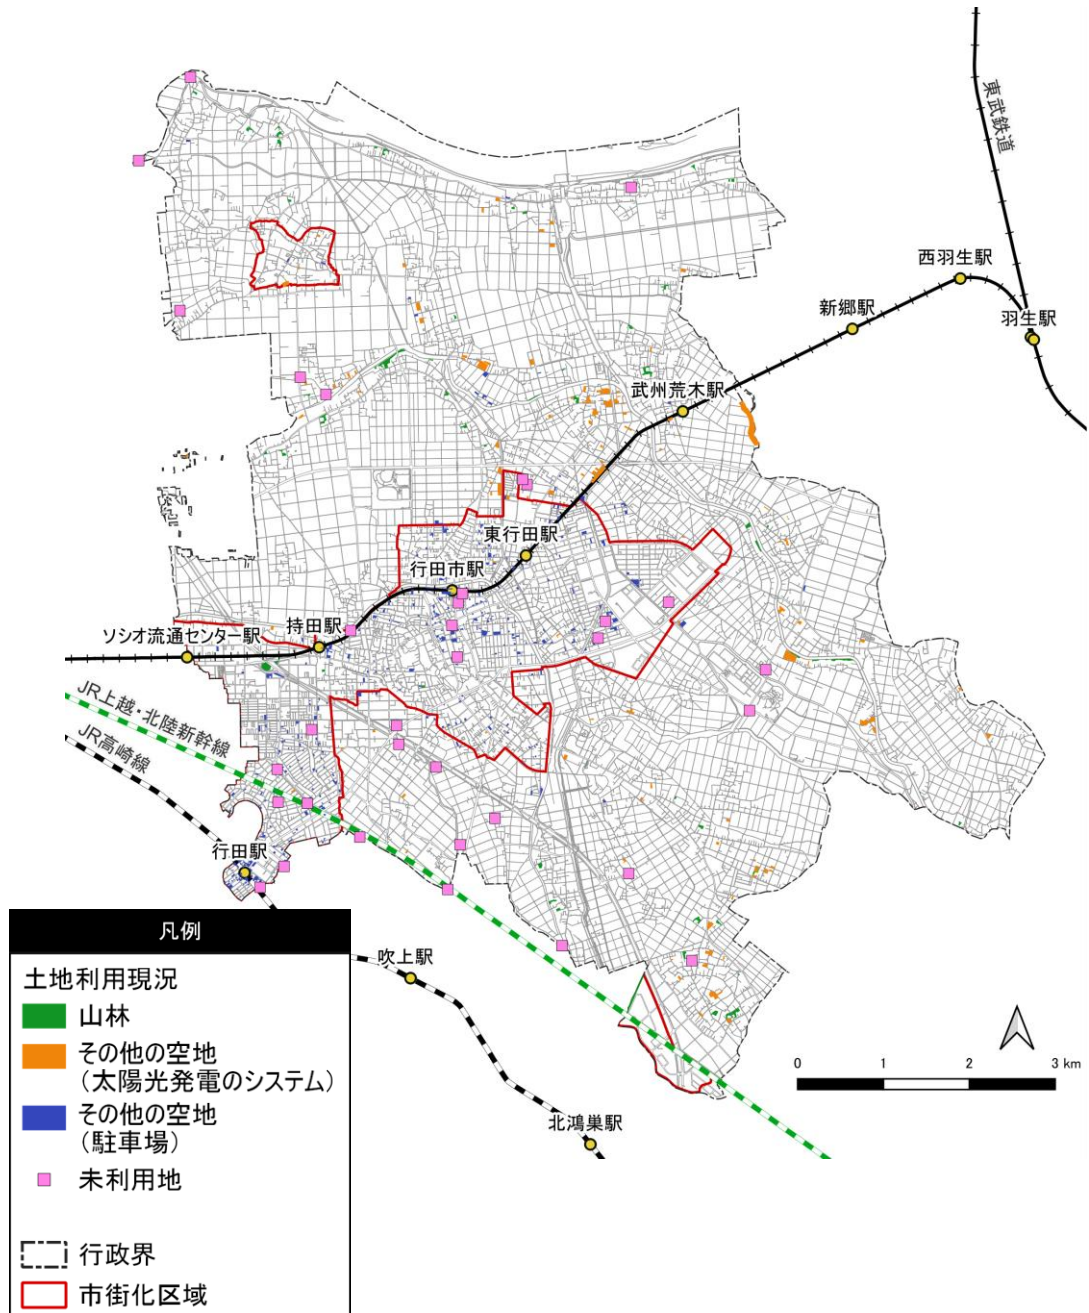 東武鉄道
西羽生駅
新郷駅
羽生駅
武州荒木駅
東行田駅
行田市駅
持田駅
ソシオ流通センター駅
JR上越・北陸新幹線
JR高崎線
行田駅
吹上駅
北鴻巣駅
0 1 2 3 km
凡例
土地利用現況
山林
その他の空地
（太陽光発電のシステム）
その他の空地
（駐車場）
未利用地
行政界
市街化区域